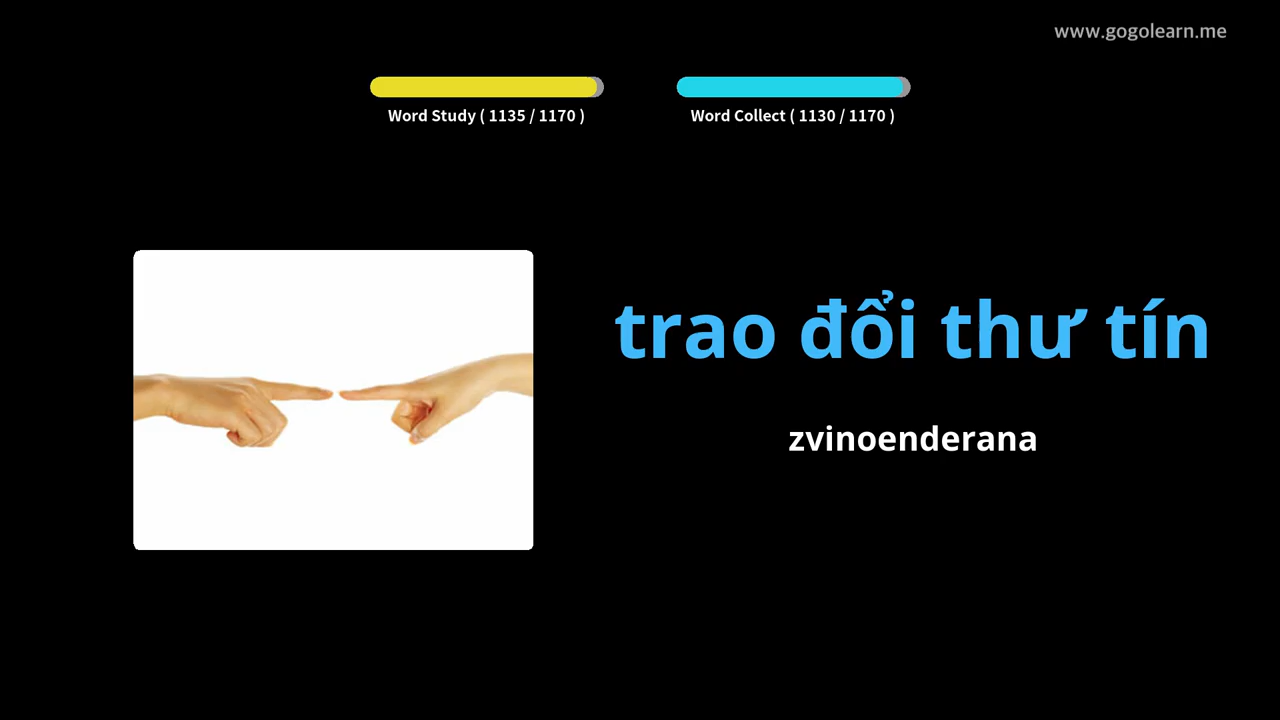 www.gogolearn.me
Word Study ( 1135 / 1170 )
Word Collect ( 1130 / 1170 )
trao đổi thư tín
zvinoenderana